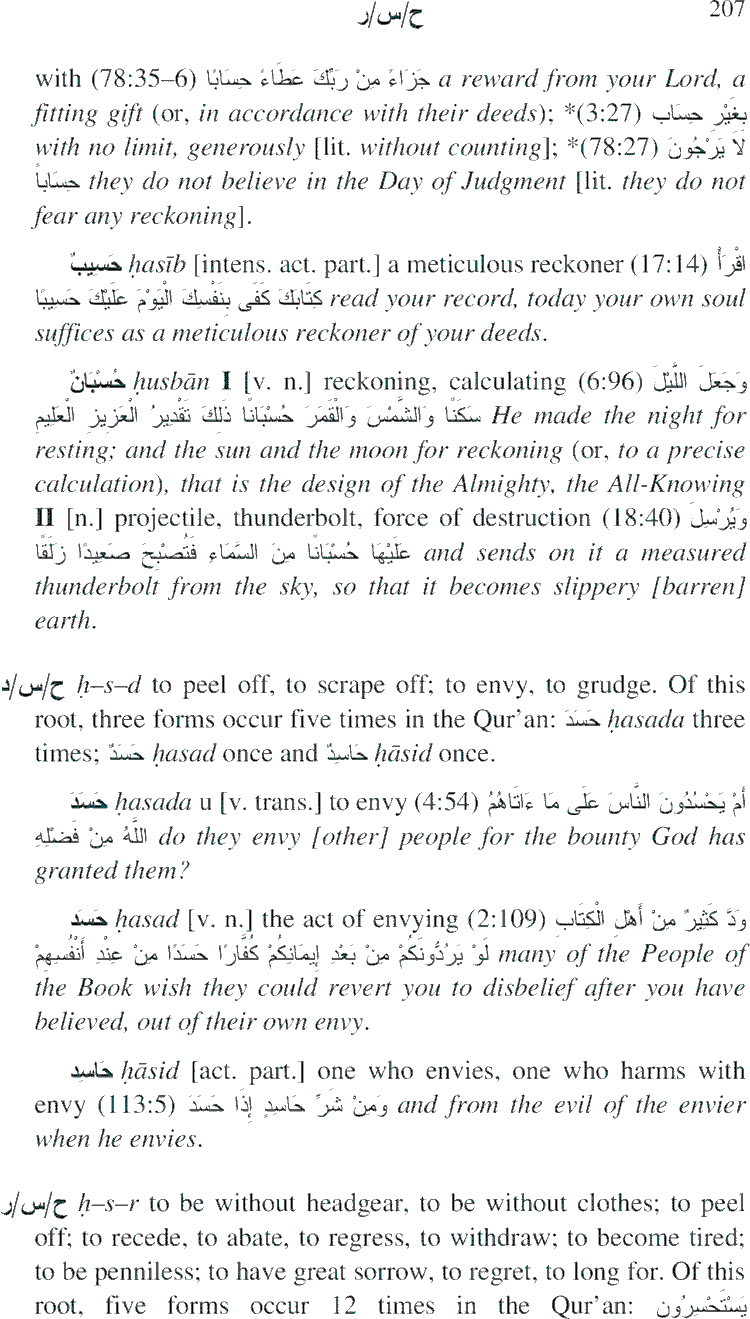 ح/س/ر 207
with (78:35–6) جَزَاءً مِنْ رَبِّكَ عَطَاءً حِسَابًا a reward from your Lord, a
fitting gift (or, in accordance with their deeds); *(3:27) بِغَيْرِ حِسَابٍ
with no limit, generously [lit. without counting]; *(78:27) لَا يَرْجُونَ
حِسَاباً they do not believe in the Day of Judgment [lit. they do not
fear any reckoning].
حَسِيبٌ ḥasīb [intens. act. part.] a meticulous reckoner (17:14) اقْرَأْ
كِتَابَكَ كَفَى بِنَفْسِكَ الْيَوْمَ عَلَيْكَ حَسِيبًا read your record, today your own soul
suffices as a meticulous reckoner of your deeds.
حُسْبَانٌ ḥusbān I [v. n.] reckoning, calculating (6:96) وَجَعَلَ اللَّيْلَ
سَكَنًا وَالشَّمْسَ وَالْقَمَرَ حُسْبَانًا ذَلِكَ تَقْدِيرُ الْعَزِيزِ الْعَلِيمِ He made the night for
resting; and the sun and the moon for reckoning (or, to a precise
calculation), that is the design of the Almighty, the All-Knowing
II [n.] projectile, thunderbolt, force of destruction (18:40) وَيُرْسِلَ
عَلَيْهَا حُسْبَانًا مِنَ السَّمَاءِ فَتُصْبِحَ صَعِيدًا زَلَقًا and sends on it a measured
thunderbolt from the sky, so that it becomes slippery [barren]
earth.
ح/س/د ḥ–s–d to peel off, to scrape off; to envy, to grudge. Of this
root, three forms occur five times in the Qur'an: حَسَدَ ḥasada three
times; حَسَدٌ ḥasad once and حَاسِدٌ ḥāsid once.
حَسَدَ ḥasada u [v. trans.] to envy (4:54) أَمْ يَحْسُدُونَ النَّاسَ عَلَى مَا ءَاتَاهُمُ
اللَّهُ مِنْ فَضْلِهِ do they envy [other] people for the bounty God has
granted them?
حَسَد ḥasad [v. n.] the act of envying (2:109) وَدَّ كَثِيرٌ مِنْ أَهْلِ الْكِتَابِ
لَوْ يَرُدُّونَكُمْ مِنْ بَعْدِ إِيمَانِكُمْ كُفَّارًا حَسَدًا مِنْ عِنْدِ أَنْفُسِهِمْ many of the People of
the Book wish they could revert you to disbelief after you have
believed, out of their own envy.
حَاسِد ḥāsid [act. part.] one who envies, one who harms with
envy (113:5) وَمِنْ شَرِّ حَاسِدٍ إِذَا حَسَدَ and from the evil of the envier
when he envies.
ح/س/ر ḥ–s–r to be without headgear, to be without clothes; to peel
off; to recede, to abate, to regress, to withdraw; to become tired;
to be penniless; to have great sorrow, to regret, to long for. Of this
root, five forms occur 12 times in the Qur'an: يَسْتَحْسِرُون